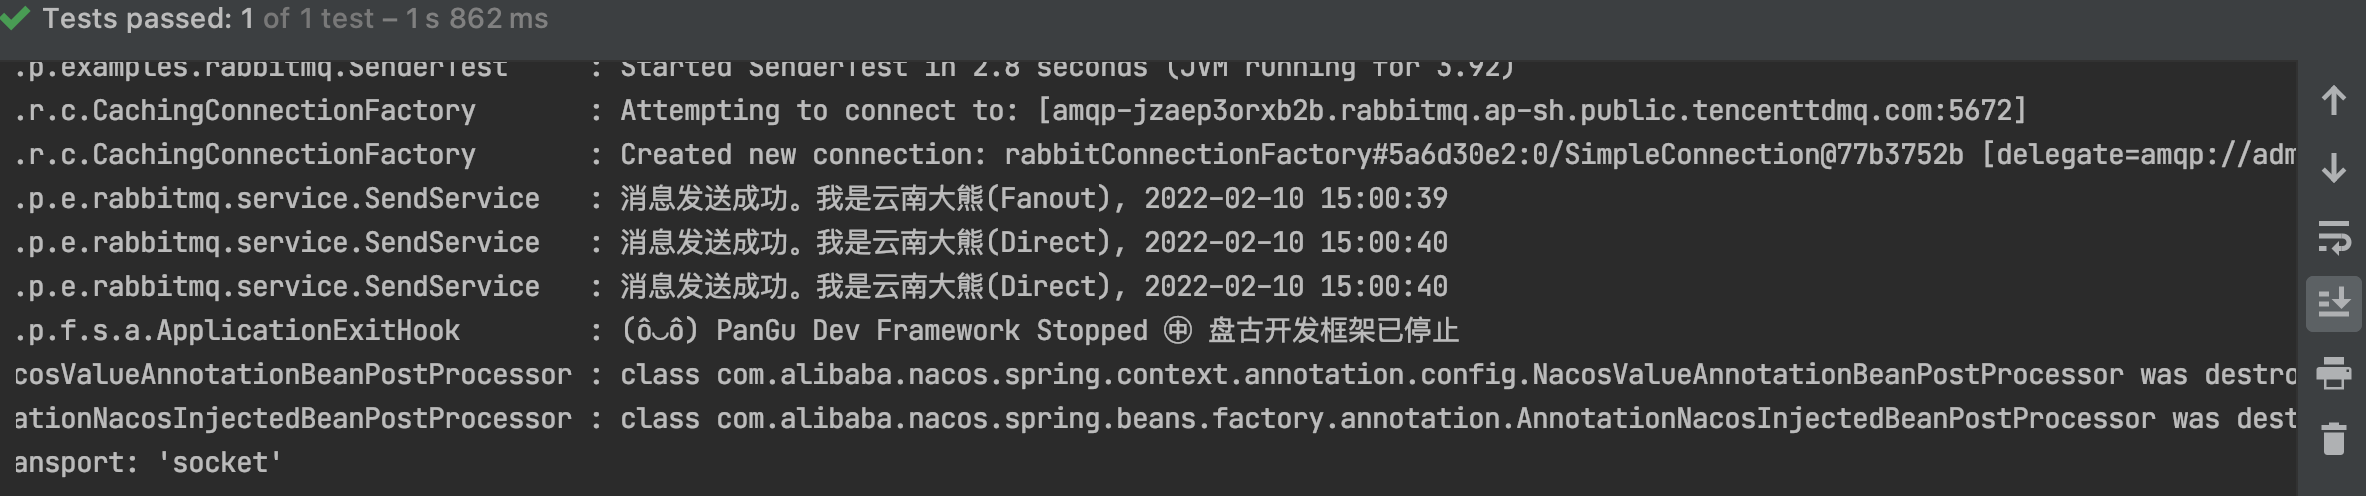 Tests passed: 1 of 1 test – 1 s 862 ms
.p.examples.rabbitmq.SenderTest : Started SenderTest in 2.8 seconds (JVM running for 3.92)
.r.c.CachingConnectionFactory : Attempting to connect to: [amqp-jzaep3orxb2b.rabbitmq.ap-sh.public.tencenttdmq.com:5672]
.r.c.CachingConnectionFactory : Created new connection: rabbitConnectionFactory#5a6d30e2:0/SimpleConnection@77b3752b [delegate=amqp://adm
.p.e.rabbitmq.service.SendService : 消息发送成功。我是云南大熊(Fanout), 2022-02-10 15:00:39
.p.e.rabbitmq.service.SendService : 消息发送成功。我是云南大熊(Direct), 2022-02-10 15:00:40
.p.e.rabbitmq.service.SendService : 消息发送成功。我是云南大熊(Direct), 2022-02-10 15:00:40
.p.f.s.a.ApplicationExitHook : (ô‿ô) PanGu Dev Framework Stopped ㊥ 盘古开发框架已停止
cosValueAnnotationBeanPostProcessor : class com.alibaba.nacos.spring.context.annotation.config.NacosValueAnnotationBeanPostProcessor was destro
ationNacosInjectedBeanPostProcessor : class com.alibaba.nacos.spring.beans.factory.annotation.AnnotationNacosInjectedBeanPostProcessor was dest
ansport: 'socket'